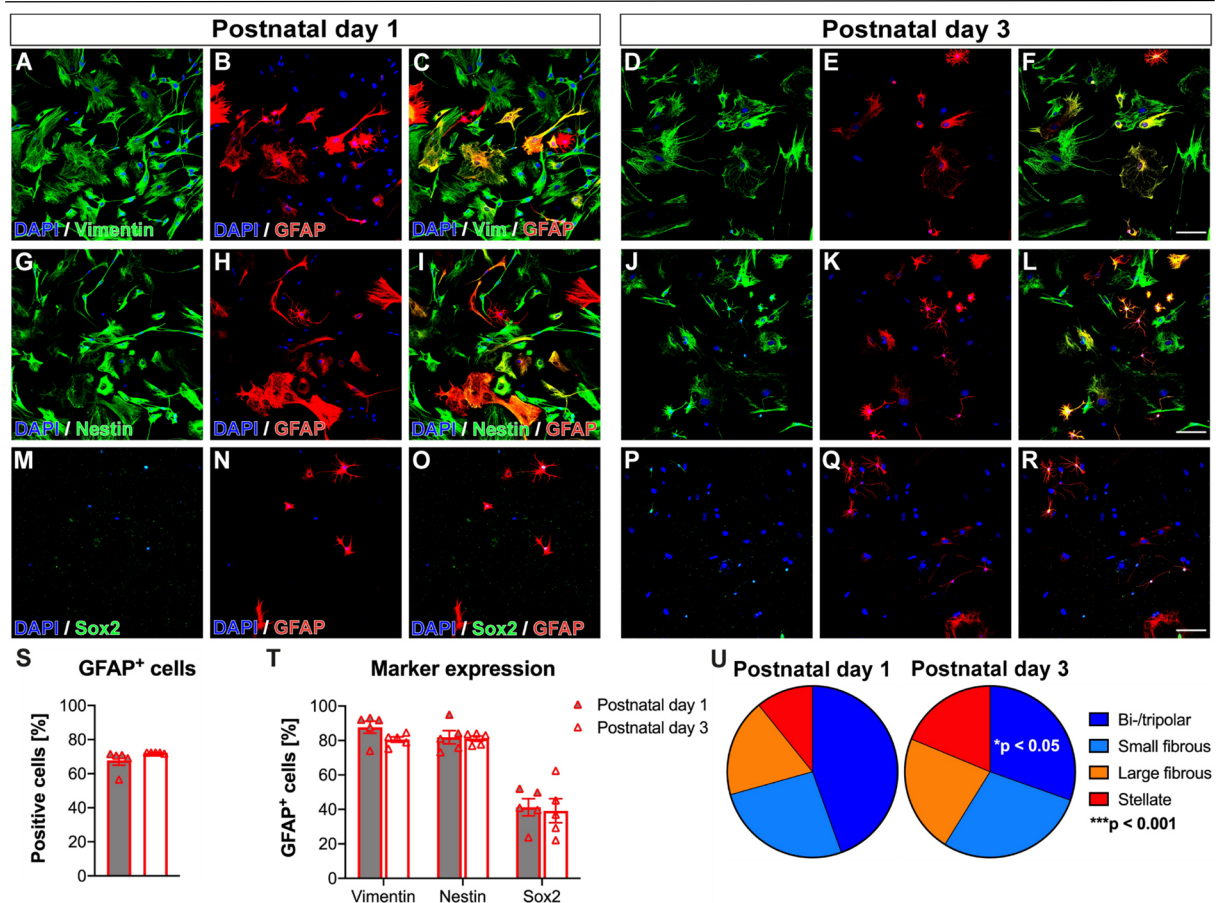 Postnatal day 1
Postnatal day 3
A
B
C
D
E
F
DAPI / Vimentin
DAPI / GFAP
DAPI / Vim / GFAP
G
H
I
J
K
L
DAPI / Nestin
DAPI / GFAP
DAPI / Nestin / GFAP
M
N
O
P
Q
R
DAPI / Sox2
DAPI / GFAP
DAPI / Sox2 / GFAP
S
GFAP⁺ cells
Positive cells [%]
100
80
60
40
20
0
T
Marker expression
GFAP⁺ cells [%]
100
80
60
40
20
0
Vimentin
Nestin
Sox2
Postnatal day 1
Postnatal day 3
U
Postnatal day 1
Postnatal day 3
*p < 0.05
Bi-/tripolar
Small fibrous
Large fibrous
Stellate
***p < 0.001